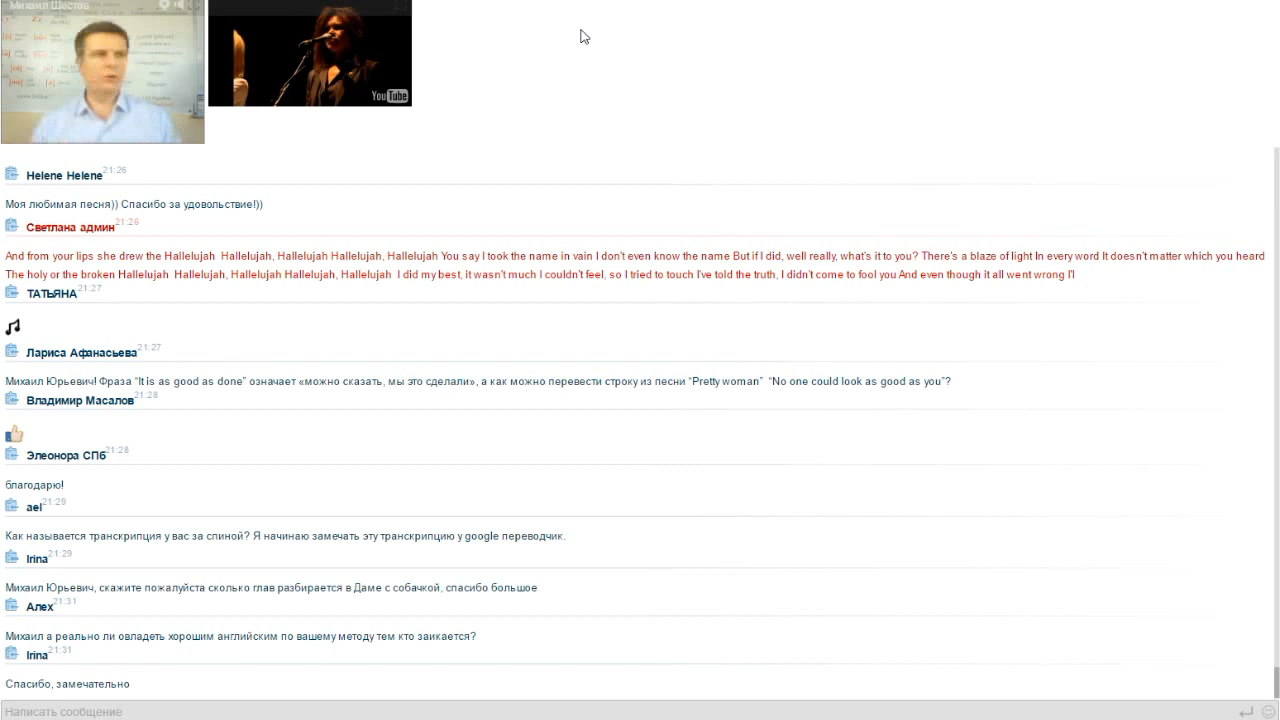 Михаил Шестов
YouTube
Helene Helene 21:26
Моя любимая песня)) Спасибо за удовольствие!))
Светлана админ 21:26
And from your lips she drew the Hallelujah Hallelujah, Hallelujah Hallelujah, Hallelujah You say I took the name in vain I don't even know the name But if I did, well really, what's it to you? There's a blaze of light In every word It doesn't matter which you heard
The holy or the broken Hallelujah Hallelujah, Hallelujah Hallelujah, Hallelujah I did my best, it wasn't much I couldn't feel, so I tried to touch I've told the truth, I didn't come to fool you And even though it all went wrong I'l
ТАТЬЯНА 21:27
Лариса Афанасьева 21:27
Михаил Юрьевич! Фраза “It is as good as done” означает «можно сказать, мы это сделали», а как можно перевести строку из песни “Pretty woman” “No one could look as good as you”?
Владимир Масалов 21:28
Элеонора СПб 21:28
благодарю!
ael 21:29
Как называется транскрипция у вас за спиной? Я начинаю замечать эту транскрипцию у google переводчик.
Irina 21:29
Михаил Юрьевич, скажите пожалуйста сколько глав разбирается в Даме с собачкой, спасибо большое
Алех 21:31
Михаил а реально ли овладеть хорошим английским по вашему методу тем кто заикается?
Irina 21:31
Спасибо, замечательно
Написать сообщение